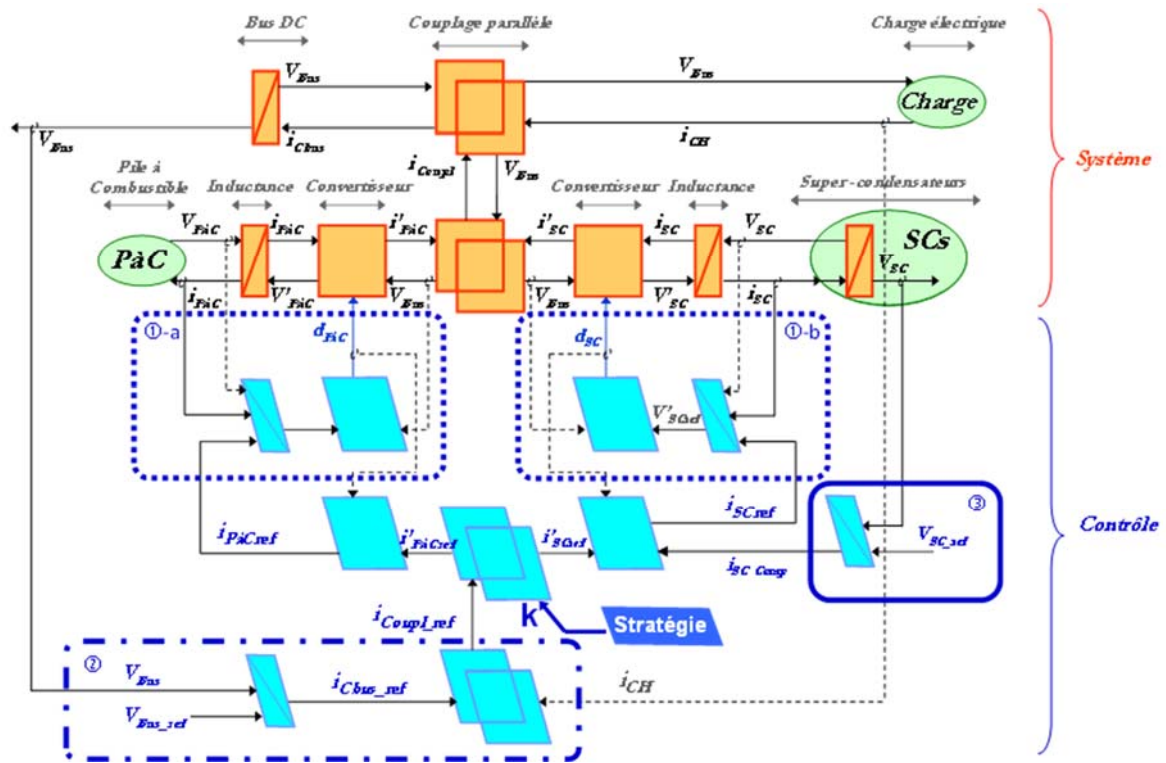 Bus DC
Couplage parallèle
Charge électrique
V_Bus
V_Bus
Charge
V_Bus
i_Cbus
i_CH
Système
Pile à
Combustible
Inductance
Convertisseur
i_Coupl
V_Bus
Convertisseur
Inductance
Super-condensateurs
V_PàC
i_PàC
i'_PàC
i'_SC
i_SC
V_SC
SCs
PàC
V_SC
i_PàC
V'_PàC
V_Bus
V_Bus
V'_SC
i_SC
①-a
d_PàC
d_SC
①-b
V'_SCref
③
i_PàCref
i'_PàCref
i'_SCref
i_SCref
V_SC_ref
i_SC Comp
Contrôle
k
Stratégie
i_Coupl_ref
②
V_Bus
i_Cbus_ref
i_CH
V_Bus_ref